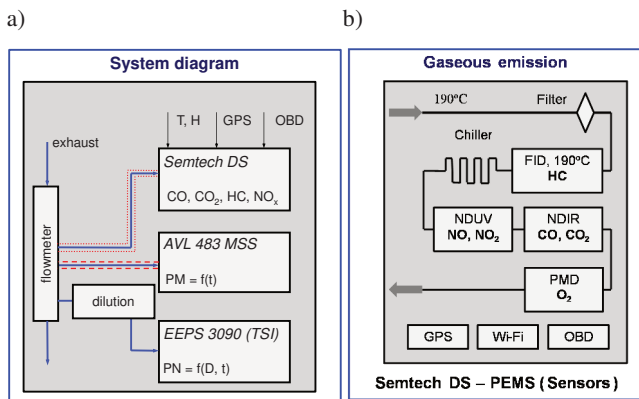 a)
System diagram
T, H GPS OBD
exhaust
Semtech DS
CO, CO₂, HC, NOₓ
flowmeter
AVL 483 MSS
PM = f(t)
dilution
EEPS 3090 (TSI)
PN = f(D, t)
b)
Gaseous emission
190ºC
Filter
Chiller
FID, 190ºC
HC
NDUV
NO, NO₂
NDIR
CO, CO₂
PMD
O₂
GPS Wi-Fi OBD
Semtech DS – PEMS (Sensors)